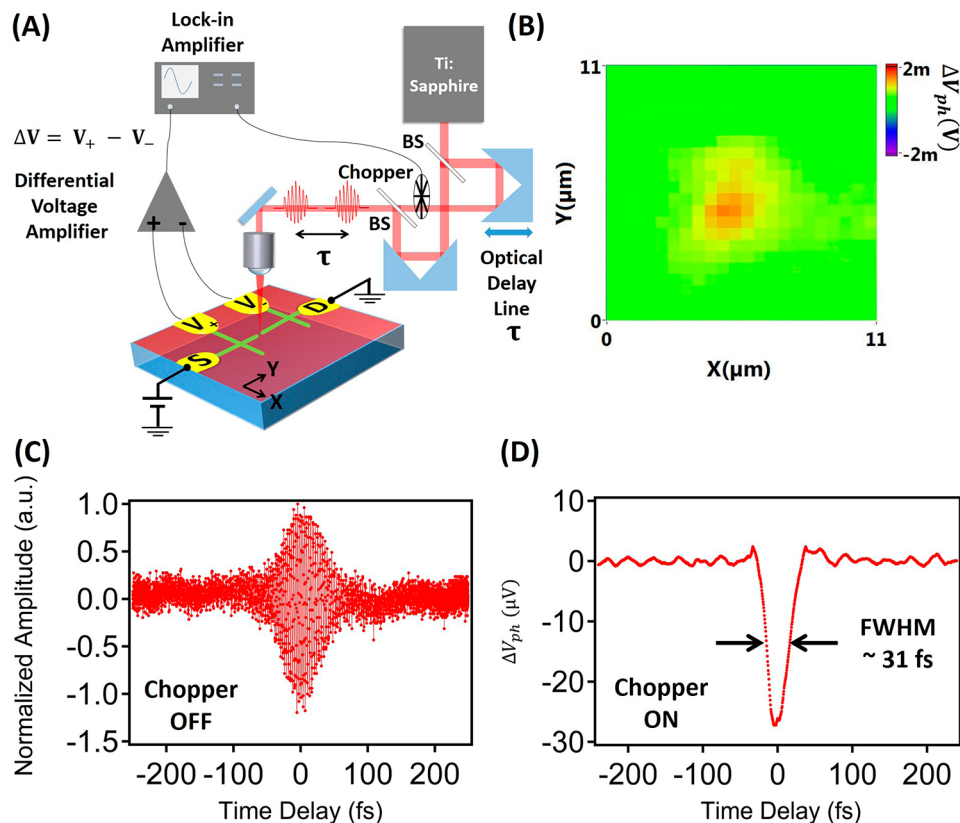 (A)
Lock-in
Amplifier
Ti:
Sapphire
ΔV = V₊ − V₋
BS
Chopper
Differential
Voltage
Amplifier
+ -
BS
τ
Optical
Delay
Line
τ
V+
V-
D
S
Y
X
(B)
11
Y(μm)
0
0
11
X(μm)
2m
-2m
ΔVph(V)
(C)
Normalized Amplitude (a.u.)
1.0
0.5
0.0
-0.5
-1.0
-1.5
Chopper
OFF
-200 -100 0 100 200
Time Delay (fs)
(D)
ΔVph (μV)
10
0
-10
-20
-30
FWHM
~ 31 fs
Chopper
ON
-200 -100 0 100 200
Time Delay (fs)